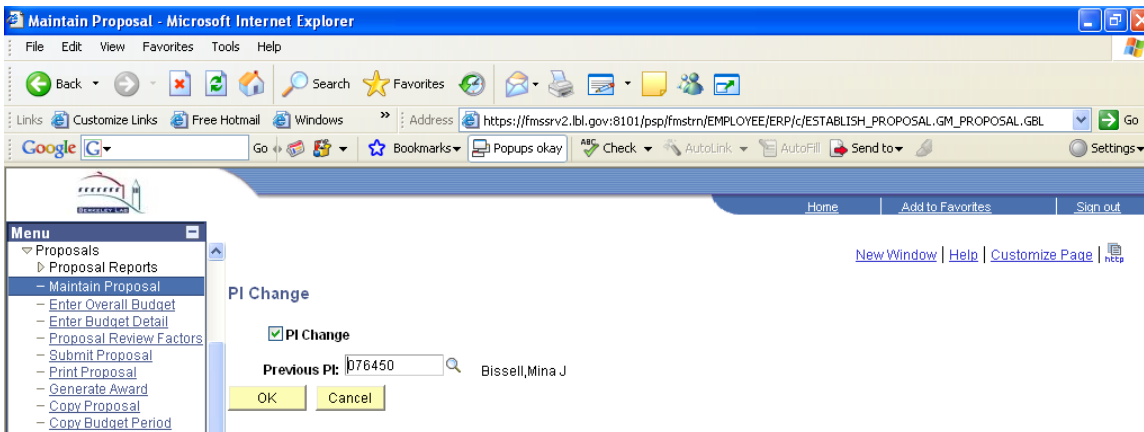 Maintain Proposal - Microsoft Internet Explorer
File Edit View Favorites Tools Help
Back Search Favorites
Links Customize Links Free Hotmail Windows » Address https://fmssrv2.lbl.gov:8101/psp/fmstrn/EMPLOYEE/ERP/c/ESTABLISH_PROPOSAL.GM_PROPOSAL.GBL Go
Google G Go Bookmarks Popups okay ABC Check AutoLink AutoFill Send to Settings
BERKELEY LAB
Home Add to Favorites Sign out
Menu
Proposals
New Window | Help | Customize Page | http
Proposal Reports
– Maintain Proposal
PI Change
– Enter Overall Budget
– Enter Budget Detail
– Proposal Review Factors
PI Change
– Submit Proposal
– Print Proposal
Previous PI: 076450 Bissell,Mina J
– Generate Award
OK Cancel
– Copy Proposal
– Copy Budget Period